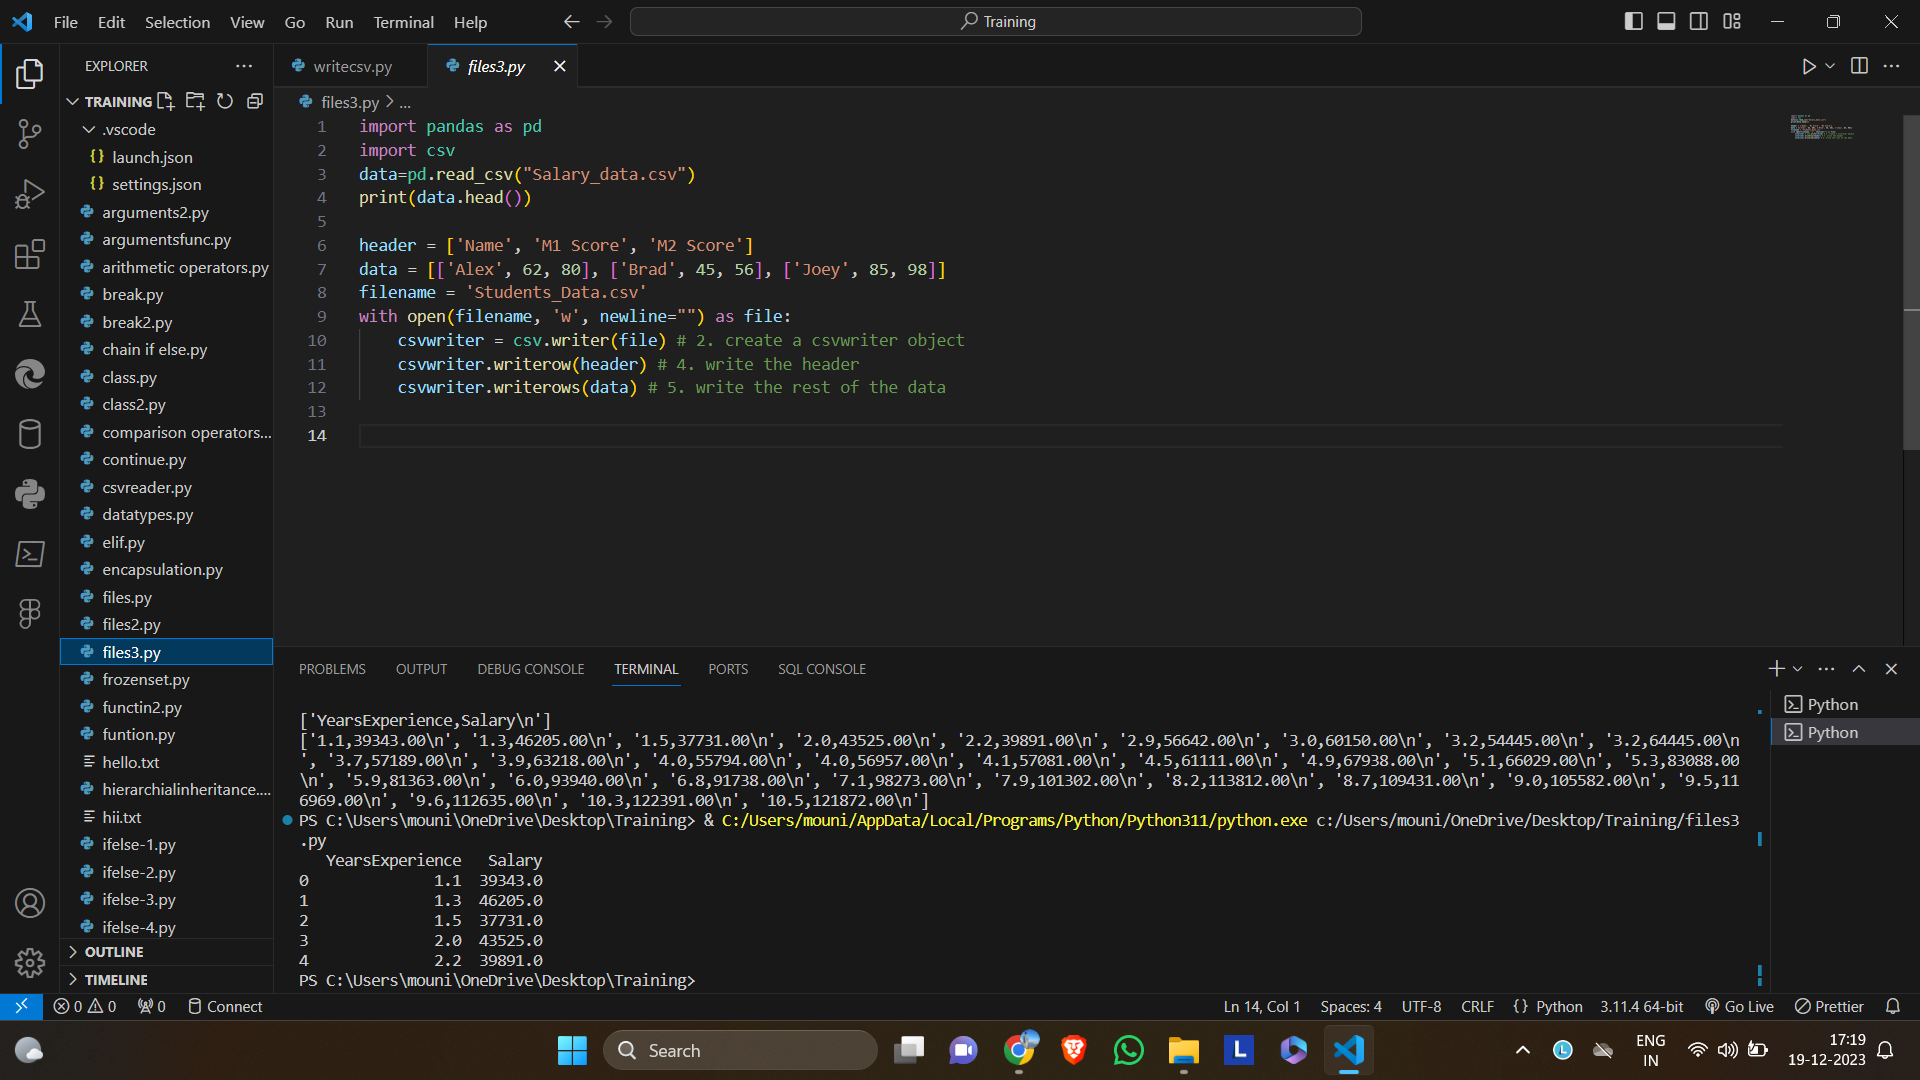 File Edit Selection View Go Run Terminal Help
Training
EXPLORER
TRAINING
.vscode
launch.json
settings.json
arguments2.py
argumentsfunc.py
arithmetic operators.py
break.py
break2.py
chain if else.py
class.py
class2.py
comparison operators...
continue.py
csvreader.py
datatypes.py
elif.py
encapsulation.py
files.py
files2.py
files3.py
frozenset.py
functin2.py
funtion.py
hello.txt
hierarchialinheritance....
hii.txt
ifelse-1.py
ifelse-2.py
ifelse-3.py
ifelse-4.py
OUTLINE
TIMELINE
writecsv.py files3.py
files3.py > ...
1 import pandas as pd
2 import csv
3 data=pd.read_csv("Salary_data.csv")
4 print(data.head())
5
6 header = ['Name', 'M1 Score', 'M2 Score']
7 data = [['Alex', 62, 80], ['Brad', 45, 56], ['Joey', 85, 98]]
8 filename = 'Students_Data.csv'
9 with open(filename, 'w', newline="") as file:
10 csvwriter = csv.writer(file) # 2. create a csvwriter object
11 csvwriter.writerow(header) # 4. write the header
12 csvwriter.writerows(data) # 5. write the rest of the data
13
14
PROBLEMS OUTPUT DEBUG CONSOLE TERMINAL PORTS SQL CONSOLE
['YearsExperience,Salary\n']
['1.1,39343.00\n', '1.3,46205.00\n', '1.5,37731.00\n', '2.0,43525.00\n', '2.2,39891.00\n', '2.9,56642.00\n', '3.0,60150.00\n', '3.2,54445.00\n', '3.2,64445.00\n
', '3.7,57189.00\n', '3.9,63218.00\n', '4.0,55794.00\n', '4.0,56957.00\n', '4.1,57081.00\n', '4.5,61111.00\n', '4.9,67938.00\n', '5.1,66029.00\n', '5.3,83088.00
\n', '5.9,81363.00\n', '6.0,93940.00\n', '6.8,91738.00\n', '7.1,98273.00\n', '7.9,101302.00\n', '8.2,113812.00\n', '8.7,109431.00\n', '9.0,105582.00\n', '9.5,11
6969.00\n', '9.6,112635.00\n', '10.3,122391.00\n', '10.5,121872.00\n']
PS C:\Users\mouni\OneDrive\Desktop\Training> & C:/Users/mouni/AppData/Local/Programs/Python/Python311/python.exe c:/Users/mouni/OneDrive/Desktop/Training/files3
.py
YearsExperience Salary
0 1.1 39343.0
1 1.3 46205.0
2 1.5 37731.0
3 2.0 43525.0
4 2.2 39891.0
PS C:\Users\mouni\OneDrive\Desktop\Training>
Python
Python
0 0 0 Connect
Ln 14, Col 1 Spaces: 4 UTF-8 CRLF {} Python 3.11.4 64-bit Go Live Prettier
Search
L
L
ENG
IN
17:19
19-12-2023